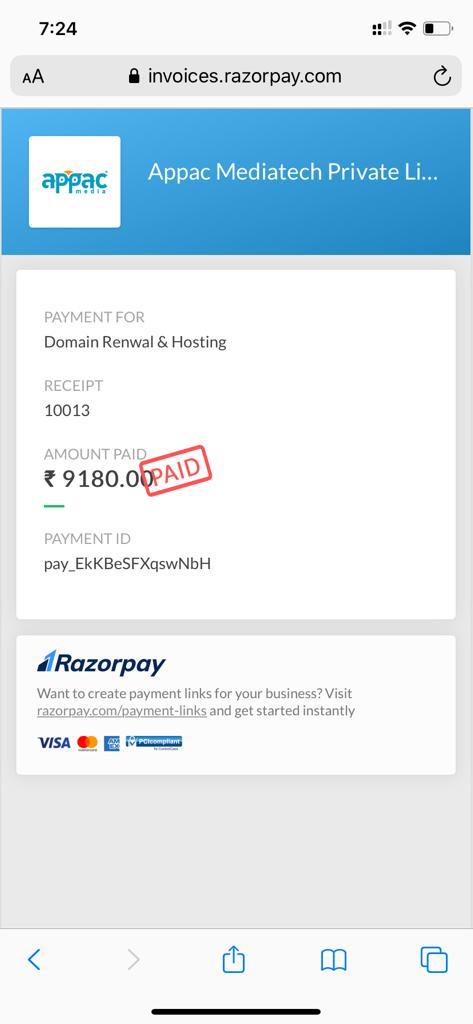 7:24
AA
invoices.razorpay.com
appac
media
Appac Mediatech Private Li...
PAYMENT FOR
Domain Renwal & Hosting
RECEIPT
10013
AMOUNT PAID
₹ 9180.00
PAID
PAYMENT ID
pay_EkKBeSFXqswNbH
Razorpay
Want to create payment links for your business? Visit
razorpay.com/payment-links and get started instantly
VISA
AM
EX
PCIcompliant